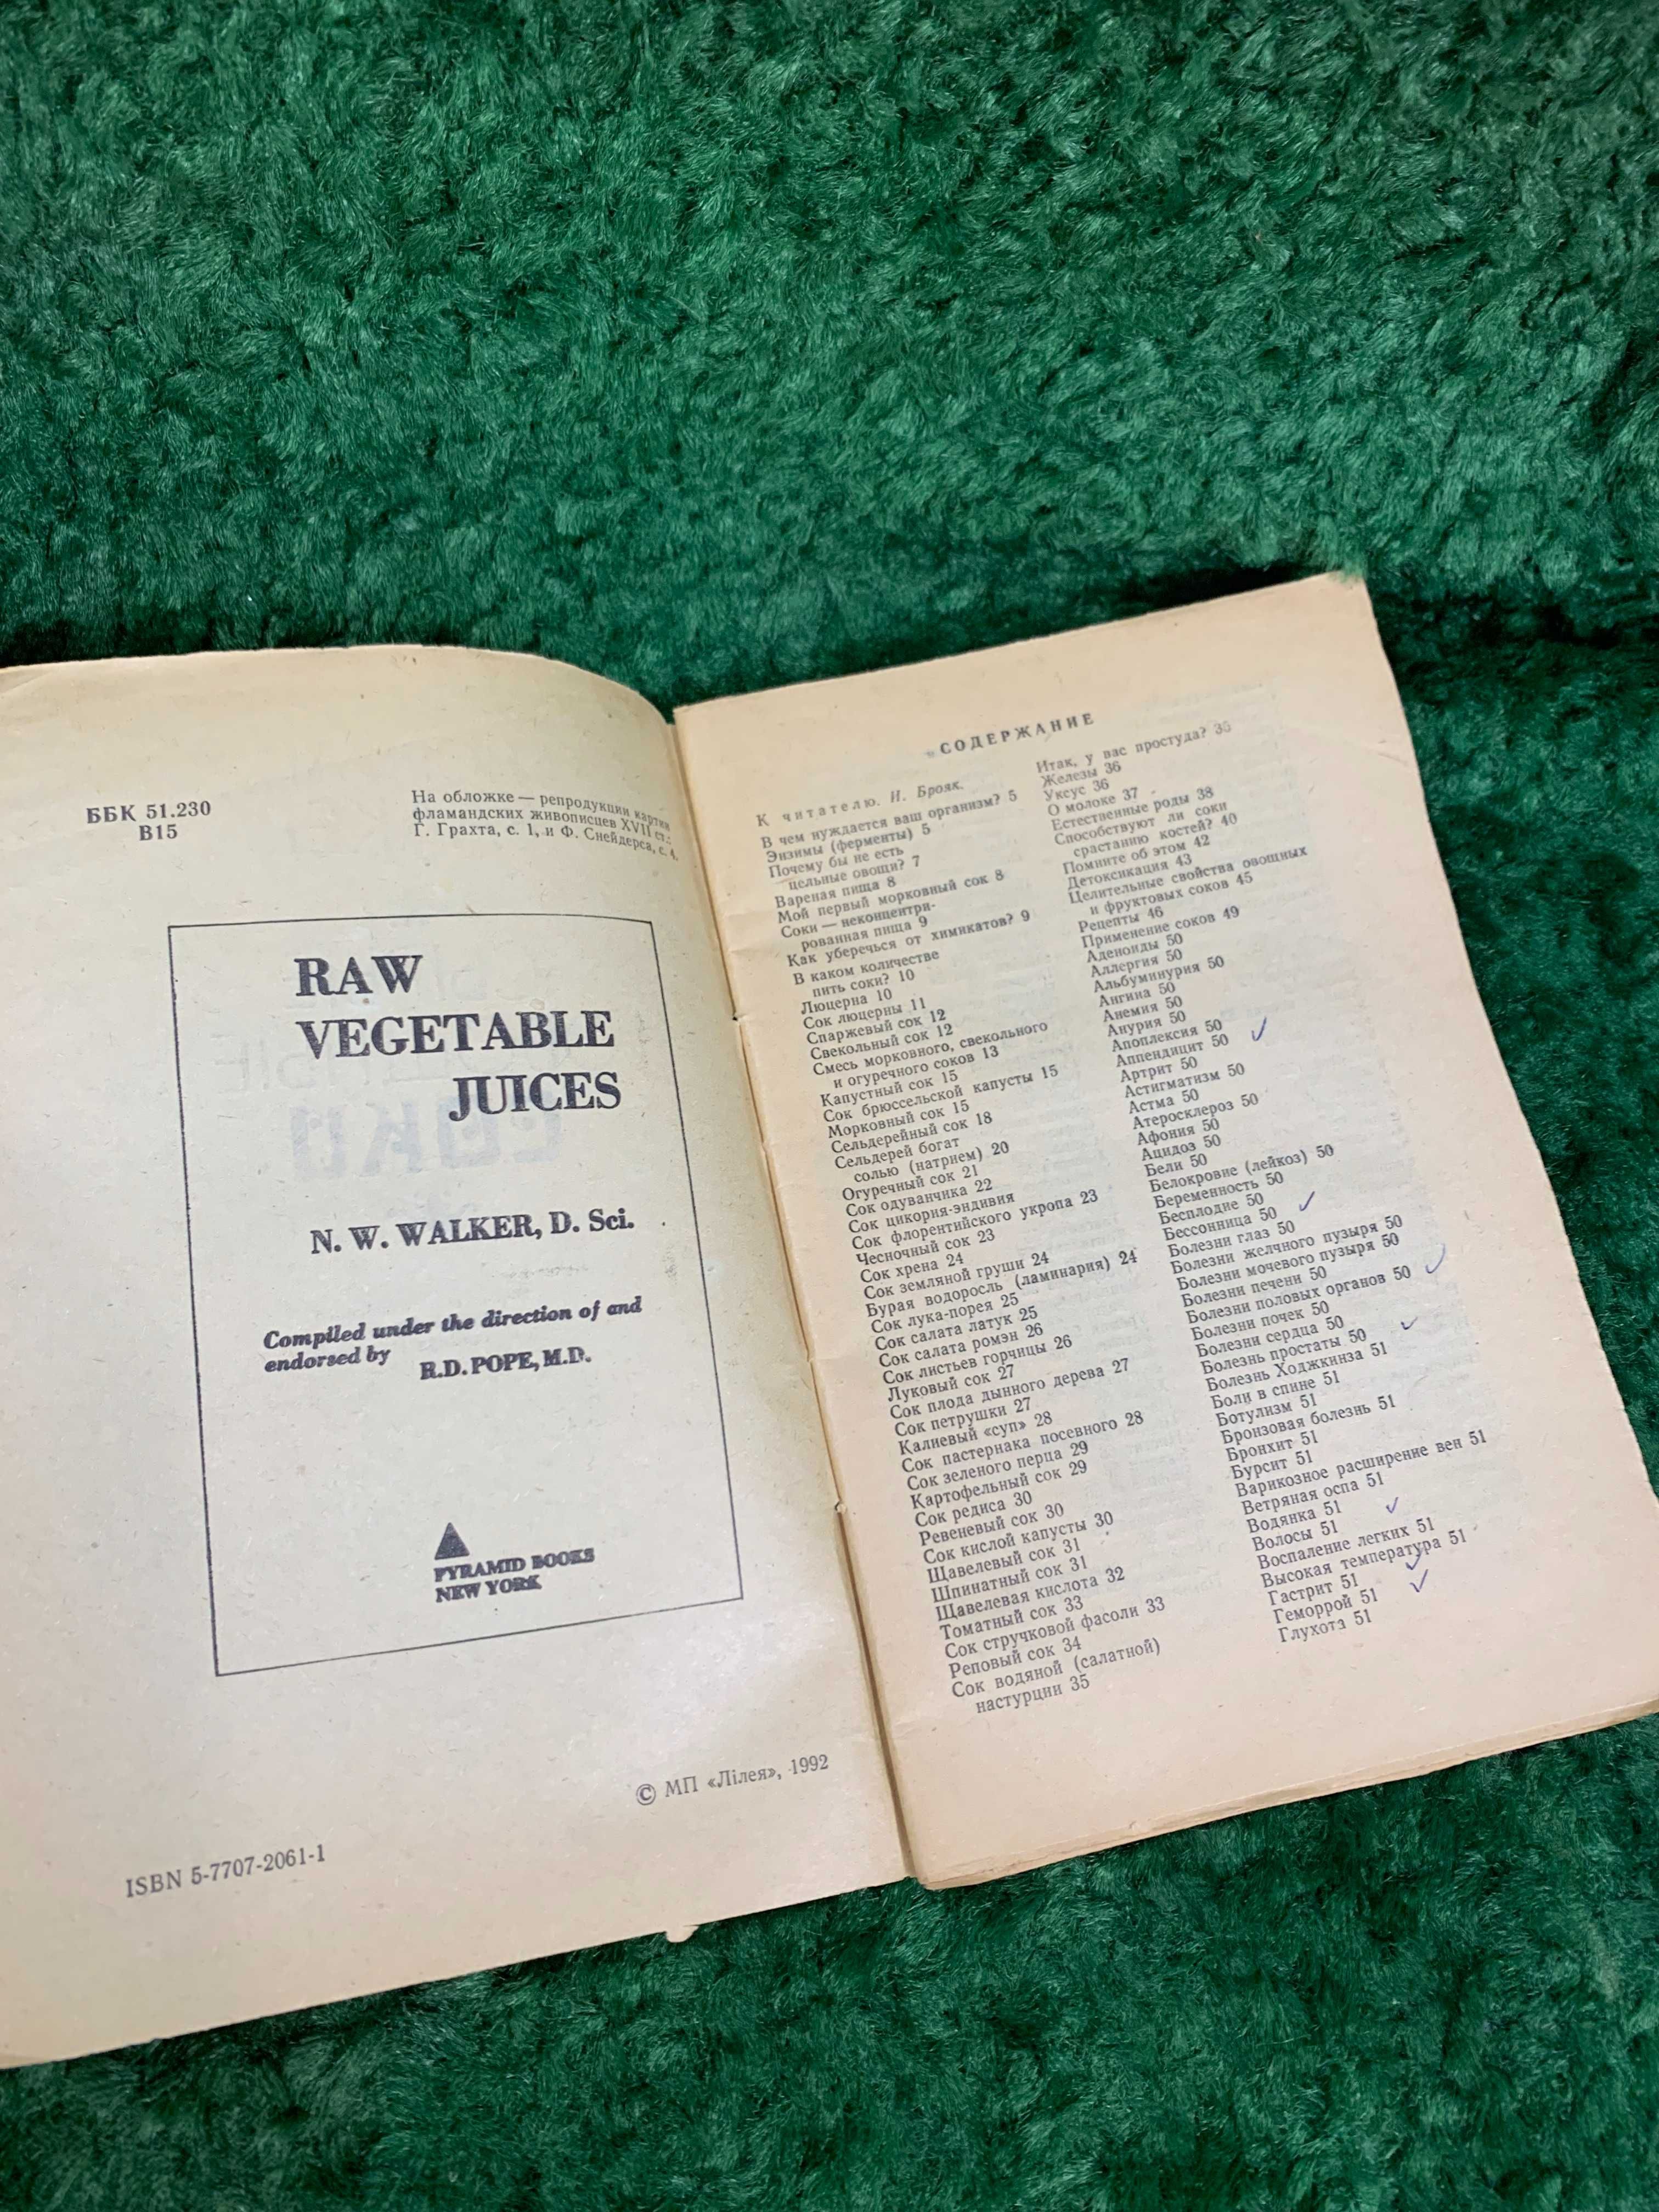 ББК 51.230
В15
На обложке — репродукции картин
фламандских живописцев XVII ст.:
Г. Грахта, с. 1, и Ф. Снейдерса, с. 4.
RAW
VEGETABLE
JUICES
N. W. WALKER, D. Sci.
Compiled under the direction of and
endorsed by
R.D. POPE, M.D.
PYRAMID BOOKS
NEW YORK
© МП «Лілея», 1992
ISBN 5-7707-2061-1
СОДЕРЖАНИЕ
К читателю. И. Брояк.
В чем нуждается ваш организм? 5
Энзимы (ферменты) 5
Почему бы не есть
цельные овощи? 7
Вареная пища 8
Мой первый морковный сок 8
Соки — неконцентри-
рованная пища 9
Как уберечься от химикатов? 9
В каком количестве
пить соки? 10
Люцерна 10
Сок люцерны 11
Спаржевый сок 12
Свекольный сок 12
Смесь морковного, свекольного
и огуречного соков 13
Капустный сок 15
Сок брюссельской капусты 15
Морковный сок 15
Сельдерейный сок 18
Сельдерей богат
солью (натрием) 20
Огуречный сок 21
Сок одуванчика 22
Сок цикория-эндивия
Сок флорентийского укропа 23
Чесночный сок 23
Сок хрена 24
Сок земляной груши 24
Бурая водоросль (ламинария) 24
Сок лука-порея 25
Сок салата латук 25
Сок салата ромэн 26
Сок листьев горчицы 26
Луковый сок 27
Сок плода дынного дерева 27
Сок петрушки 27
Калиевый «суп» 28
Сок пастернака посевного 28
Сок зеленого перца 29
Картофельный сок 29
Сок редиса 30
Ревеневый сок 30
Сок кислой капусты 30
Щавелевый сок 31
Шпинатный сок 31
Щавелевая кислота 32
Томатный сок 33
Сок стручковой фасоли 33
Реповый сок 34
Сок водяной (салатной)
настурции 35
Итак, у вас простуда? 35
Железы 36
Уксус 36
О молоке 37
Естественные роды 38
Способствуют ли соки
срастанию костей? 40
Помните об этом 42
Детоксикация 43
Целительные свойства овощных
и фруктовых соков 45
Рецепты 46
Применение соков 49
Аденоиды 50
Аллергия 50
Альбуминурия 50
Ангина 50
Анемия 50
Анурия 50
Апоплексия 50
Аппендицит 50
Артрит 50
Астигматизм 50
Астма 50
Атеросклероз 50
Афония 50
Ацидоз 50
Бели 50
Белокровие (лейкоз) 50
Беременность 50
Бесплодие 50
Бессонница 50
Болезни глаз 50
Болезни желчного пузыря 50
Болезни мочевого пузыря 50
Болезни печени 50
Болезни половых органов 50
Болезни почек 50
Болезни сердца 50
Болезнь простаты 50
Болезнь Ходжкинза 51
Боли в спине 51
Ботулизм 51
Бронзовая болезнь 51
Бронхит 51
Бурсит 51
Варикозное расширение вен 51
Ветряная оспа 51
Водянка 51
Волосы 51
Воспаление легких 51
Высокая температура 51
Гастрит 51
Геморрой 51
Глухота 51